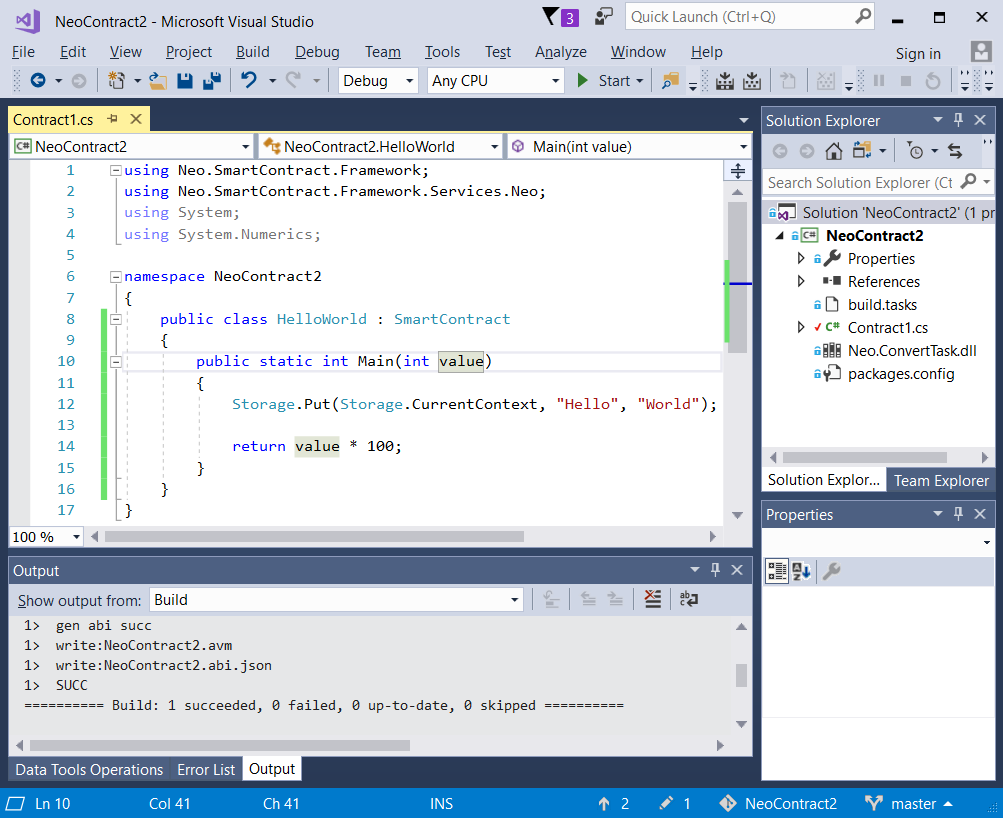 NeoContract2 - Microsoft Visual Studio
3
Quick Launch (Ctrl+Q)
File Edit View Project Build Debug Team Tools Test Analyze Window Help
Sign in
Debug Any CPU Start
Contract1.cs
NeoContract2 NeoContract2.HelloWorld Main(int value)
1 using Neo.SmartContract.Framework;
2 using Neo.SmartContract.Framework.Services.Neo;
3 using System;
4 using System.Numerics;
5
6 namespace NeoContract2
7 {
8 public class HelloWorld : SmartContract
9 {
10 public static int Main(int value)
11 {
12 Storage.Put(Storage.CurrentContext, "Hello", "World");
13
14 return value * 100;
15 }
16 }
17 }
100 %
Output
Show output from: Build
1> gen abi succ
1> write:NeoContract2.avm
1> write:NeoContract2.abi.json
1> SUCC
========== Build: 1 succeeded, 0 failed, 0 up-to-date, 0 skipped ==========
Data Tools Operations Error List Output
Solution Explorer
Search Solution Explorer (Ct
Solution 'NeoContract2' (1 pr
C# NeoContract2
Properties
References
build.tasks
C# Contract1.cs
Neo.ConvertTask.dll
packages.config
Solution Explor... Team Explorer
Properties
Ln 10 Col 41 Ch 41 INS 2 1 NeoContract2 master